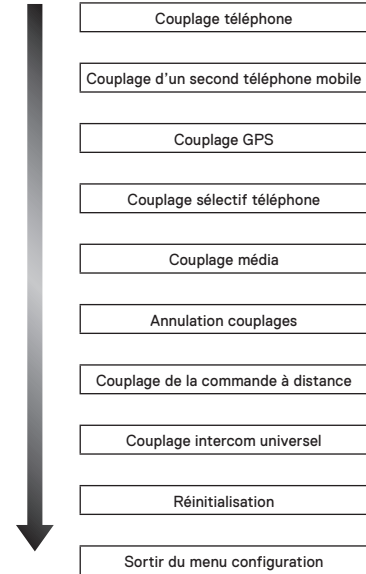 Couplage téléphone
Couplage d'un second téléphone mobile
Couplage GPS
Couplage sélectif téléphone
Couplage média
Annulation couplages
Couplage de la commande à distance
Couplage intercom universel
Réinitialisation
Sortir du menu configuration